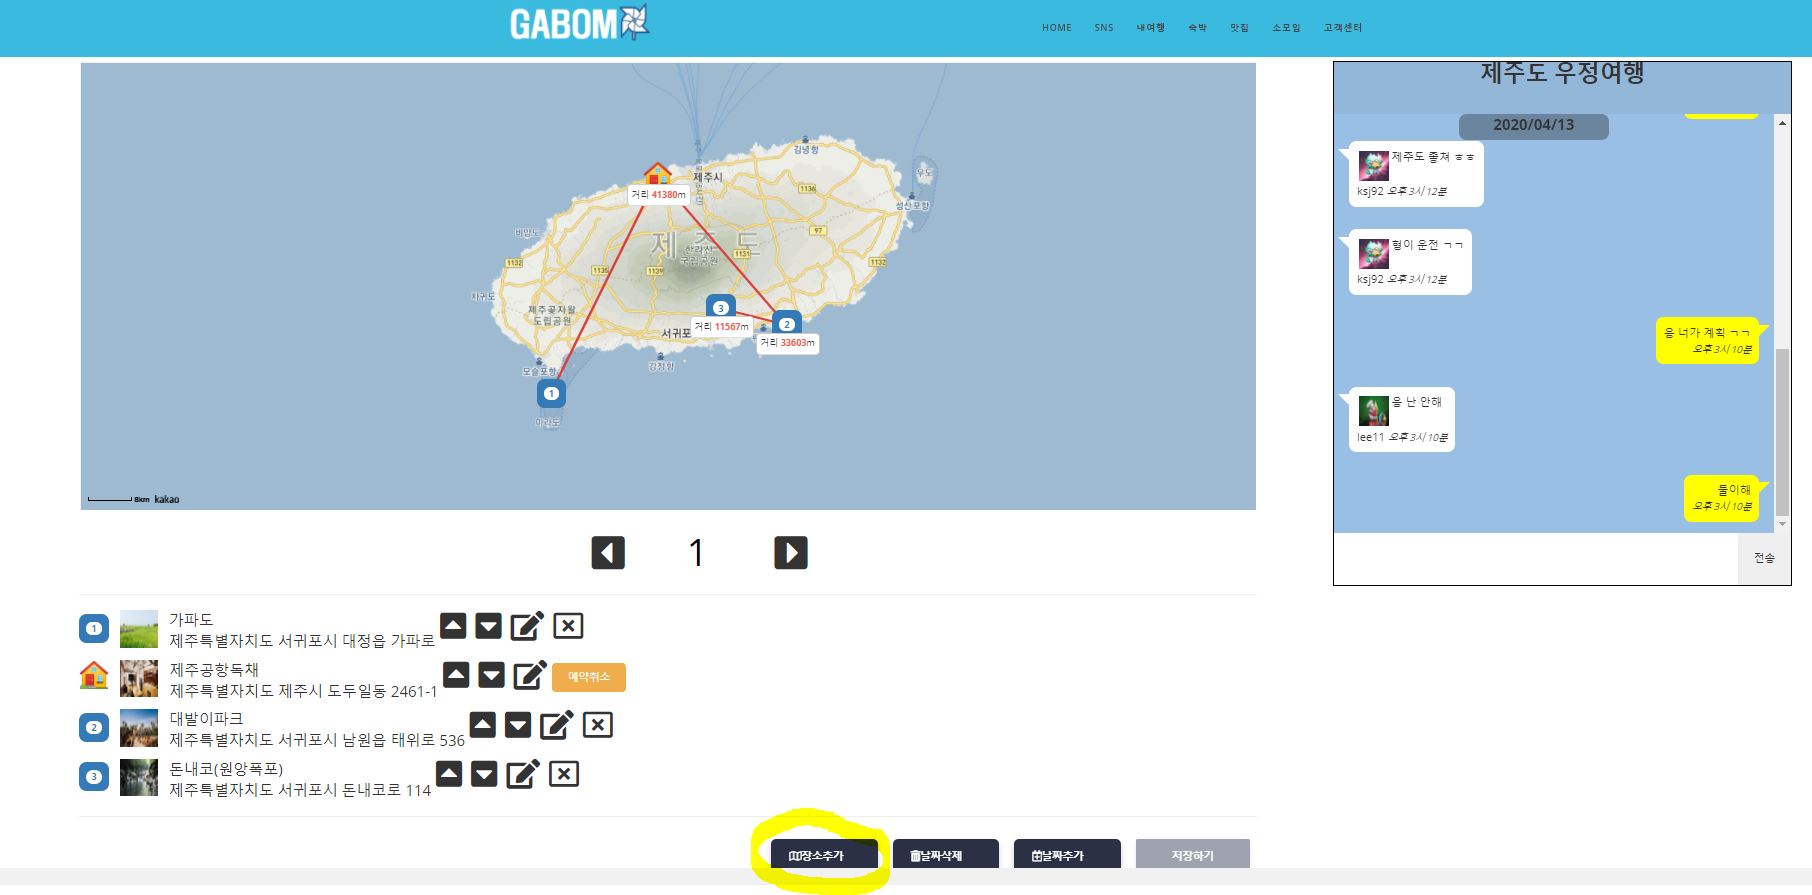 GABOM
HOME SNS 내여행 숙박 맛집 소모임 고객센터
김녕항
우도
제주시
1136
성산포항
거리 41380m
비양도
제 주 도
한라산
국립공원
97
1131
1132
1132
1135
1139
차귀도
제주곶자왈
도립공원
3
2
서귀포
거리 11567m
거리 33603m
모슬포항
강정항
1
마라도
8km kakao
제주도 우정여행
2020/04/13
제주도 좋져 ㅎㅎ
ksj92 오후 3시 12분
형이 운전 ㄱㄱ
ksj92 오후 3시 12분
응 너가 계획 ㄱㄱ
오후 3시 10분
응 난 안해
lee11 오후 3시 10분
둘이해
오후 3시 10분
전송
1
1 가파도
제주특별자치도 서귀포시 대정읍 가파로
제주공항독채
제주특별자치도 제주시 도두일동 2461-1
예약취소
2 대발이파크
제주특별자치도 서귀포시 남원읍 태위로 536
3 돈내코(원앙폭포)
제주특별자치도 서귀포시 돈내코로 114
장소추가 날짜삭제 날짜추가 저장하기